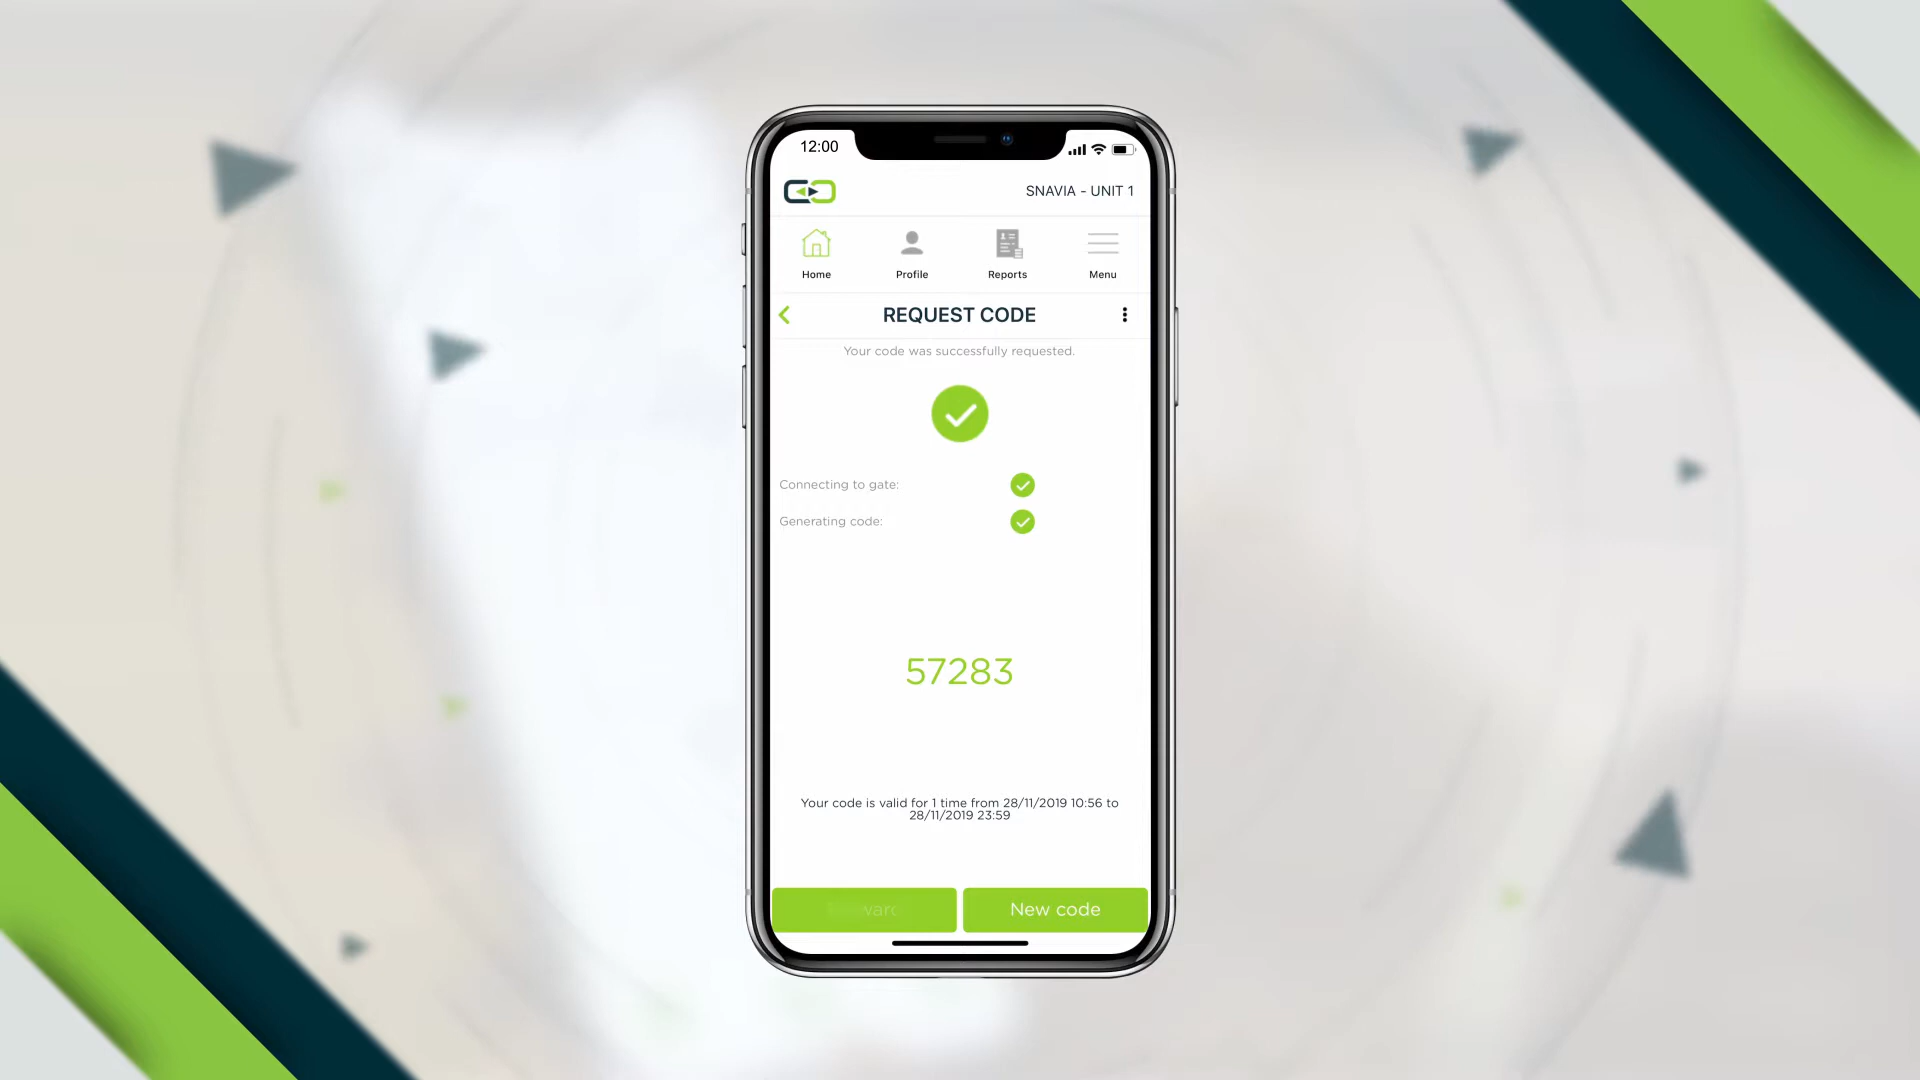 12:00
SNAVIA - UNIT 1
Home
Profile
Reports
Menu
REQUEST CODE
Your code was successfully requested.
Connecting to gate:
Generating code:
57283
Your code is valid for 1 time from 28/11/2019 10:56 to
28/11/2019 23:59
New code